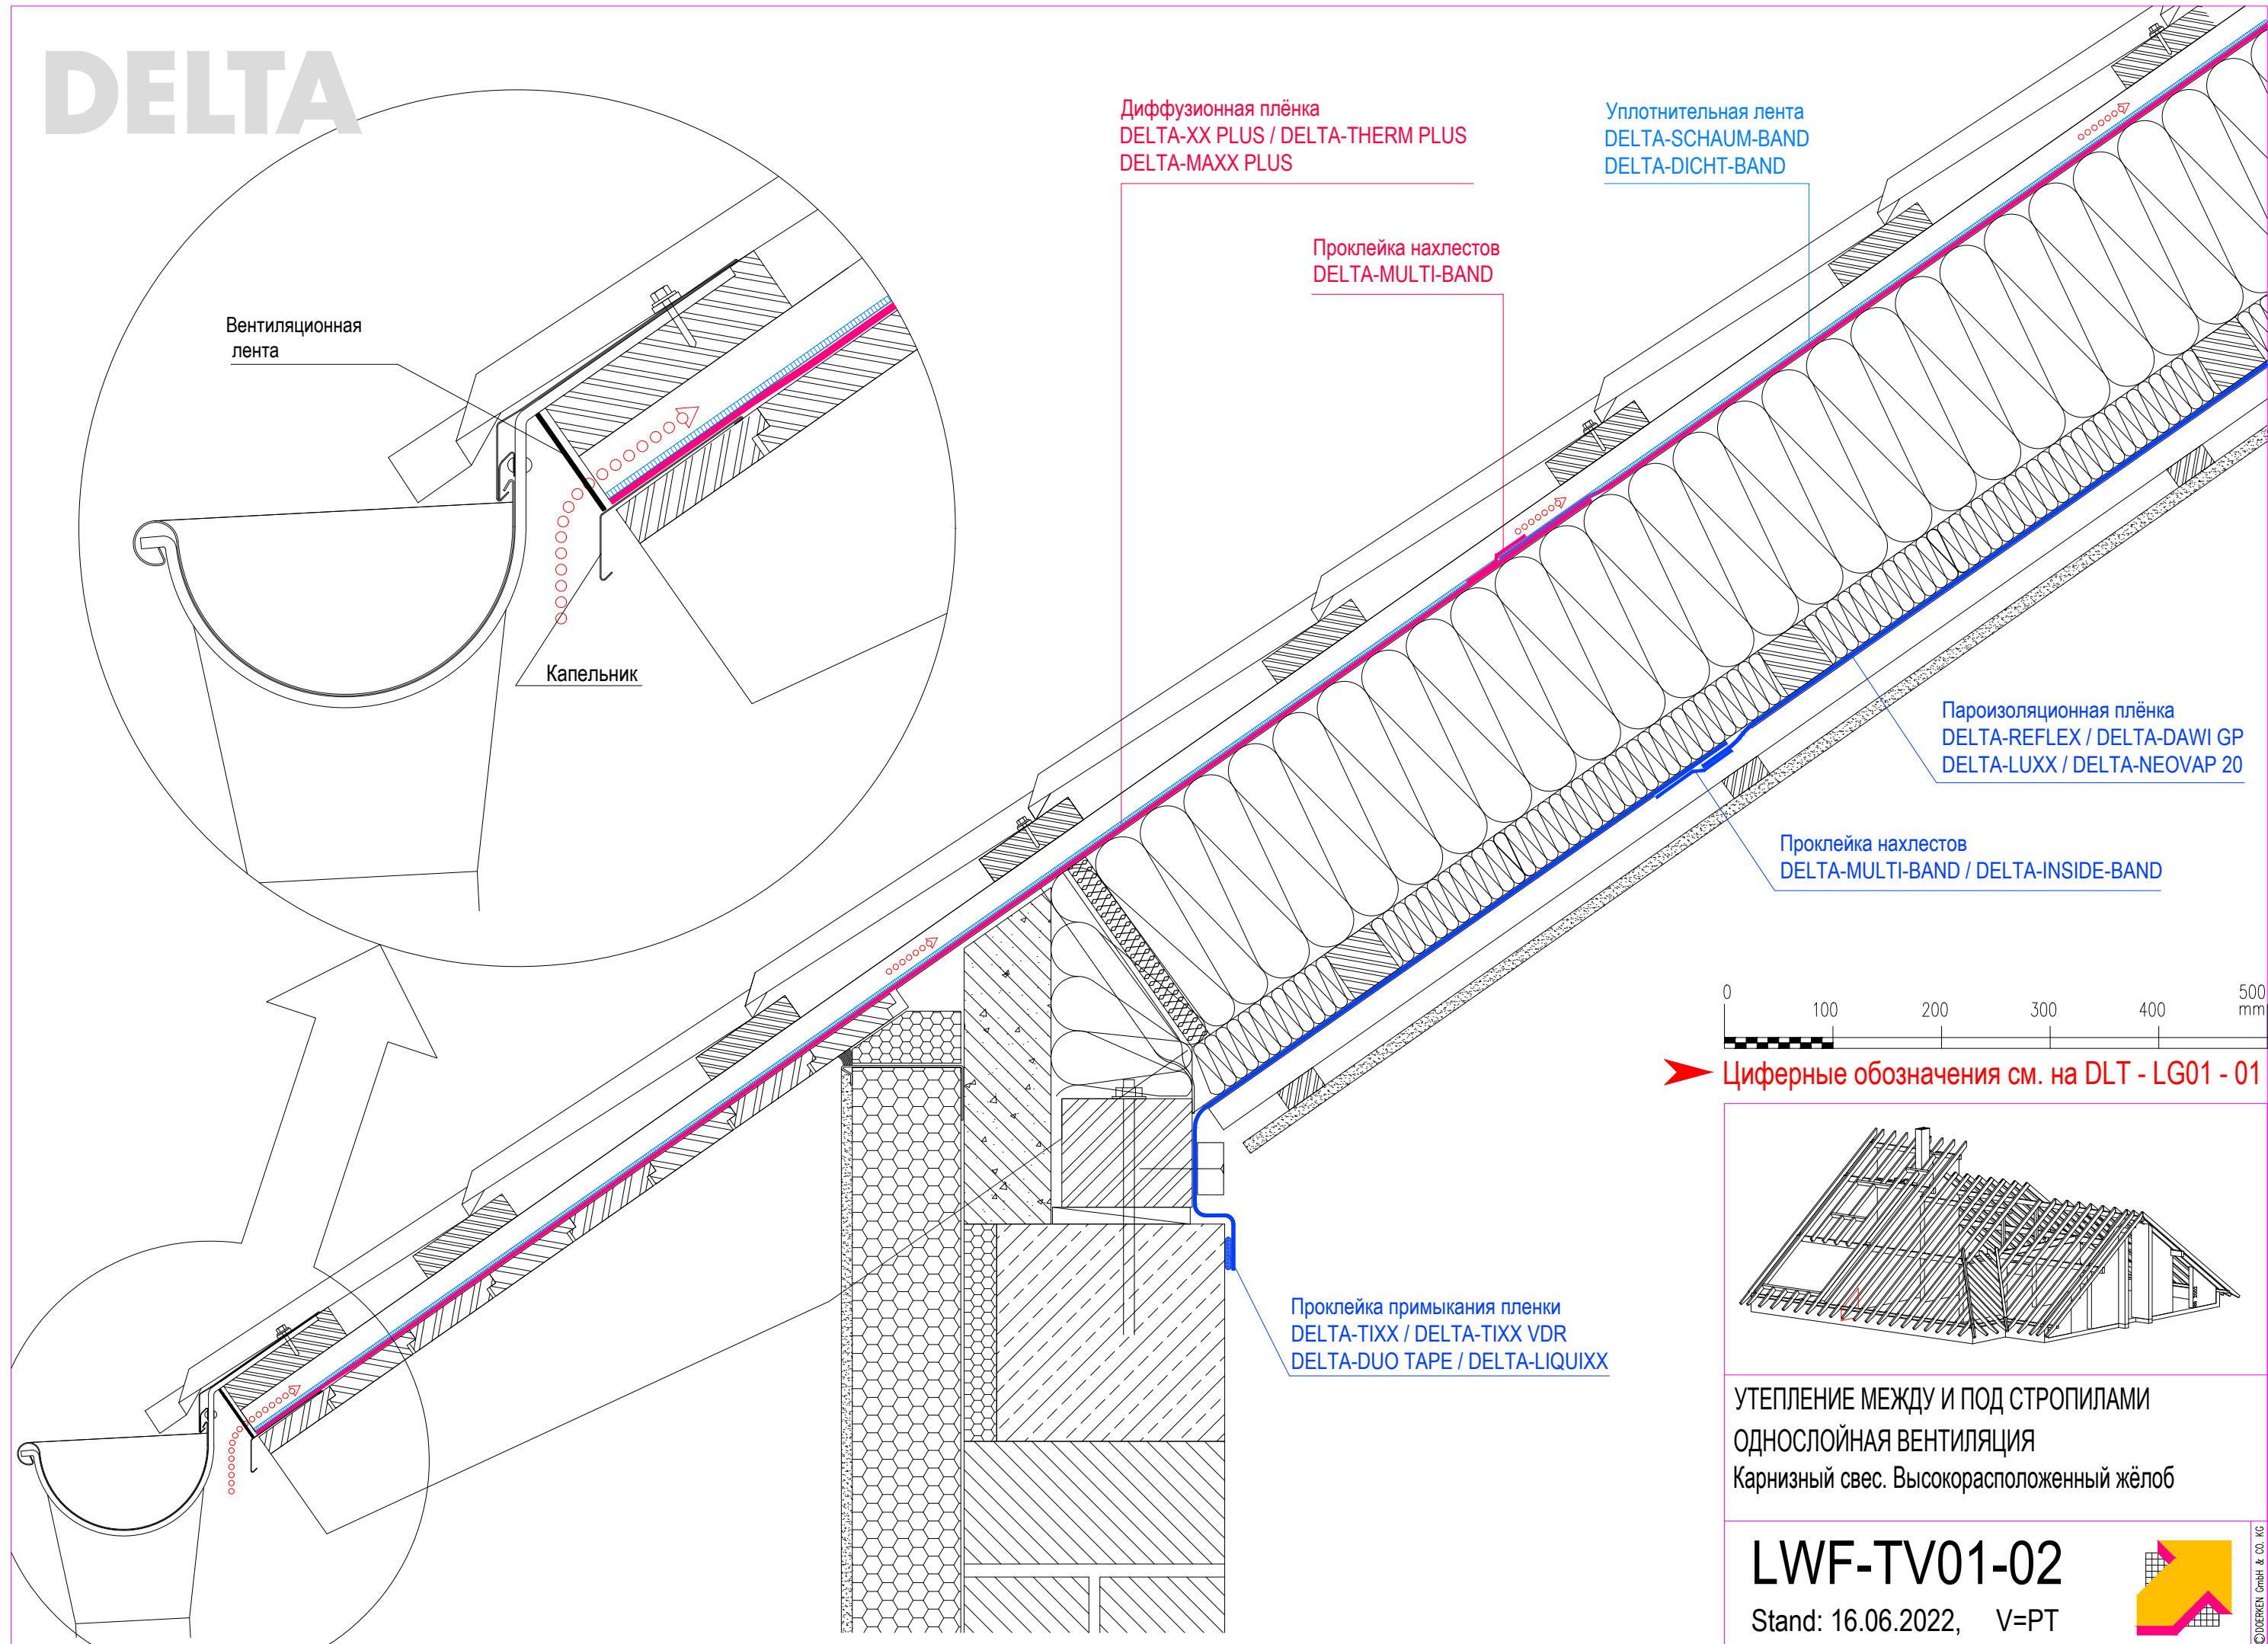 DELTA
Вентиляционная
лента
Капельник
Диффузионная плёнка
DELTA-XX PLUS / DELTA-THERM PLUS
DELTA-MAXX PLUS
Проклейка нахлестов
DELTA-MULTI-BAND
Уплотнительная лента
DELTA-SCHAUM-BAND
DELTA-DICHT-BAND
Пароизоляционная плёнка
DELTA-REFLEX / DELTA-DAWI GP
DELTA-LUXX / DELTA-NEOVAP 20
Проклейка нахлестов
DELTA-MULTI-BAND / DELTA-INSIDE-BAND
Проклейка примыкания пленки
DELTA-TIXX / DELTA-TIXX VDR
DELTA-DUO TAPE / DELTA-LIQUIXX
0 100 200 300 400 500
mm
Циферные обозначения см. на DLT - LG01 - 01
УТЕПЛЕНИЕ МЕЖДУ И ПОД СТРОПИЛАМИ
ОДНОСЛОЙНАЯ ВЕНТИЛЯЦИЯ
Карнизный свес. Высокорасположенный жёлоб
LWF-TV01-02
Stand: 16.06.2022, V=PT
©DOERKEN GmbH & CO. KG